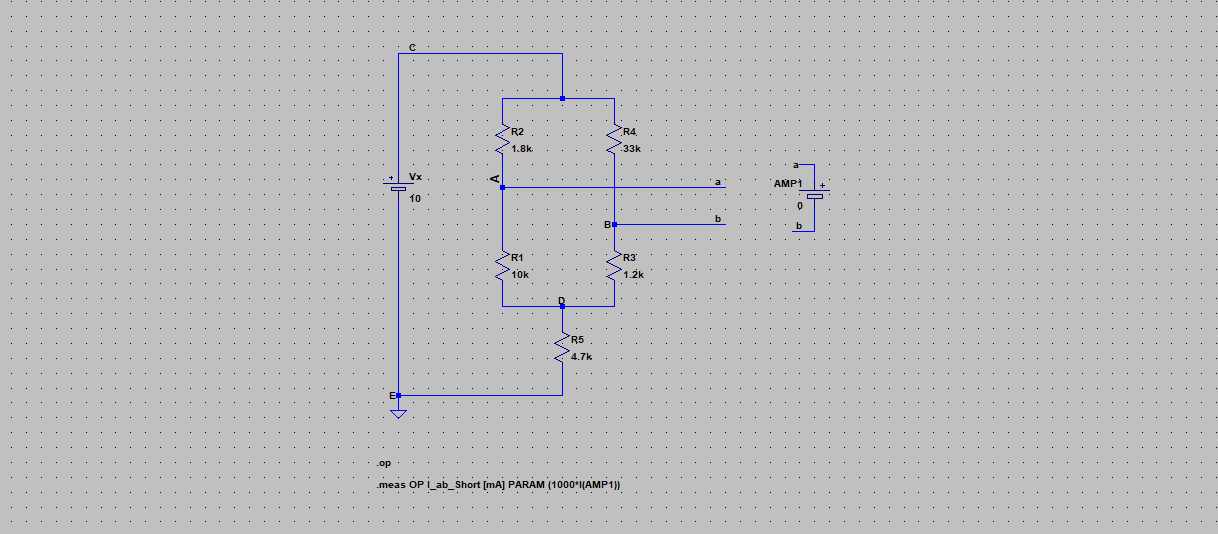 C
R2
1.8k
R4
33k
A
a
Vx
10
B
b
a
AMP1
0
b
R1
10k
R3
1.2k
D
R5
4.7k
E
.op
.meas OP I_ab_Short [mA] PARAM (1000*I(AMP1))